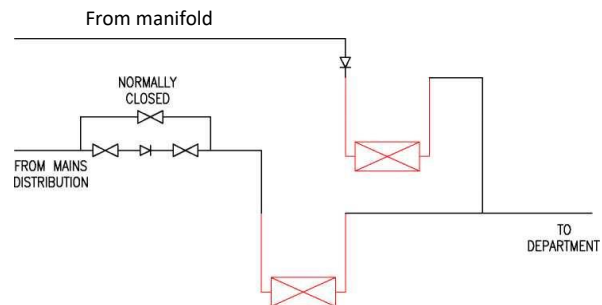 From manifold
NORMALLY
CLOSED
FROM MAINS
DISTRIBUTION
TO
DEPARTMENT